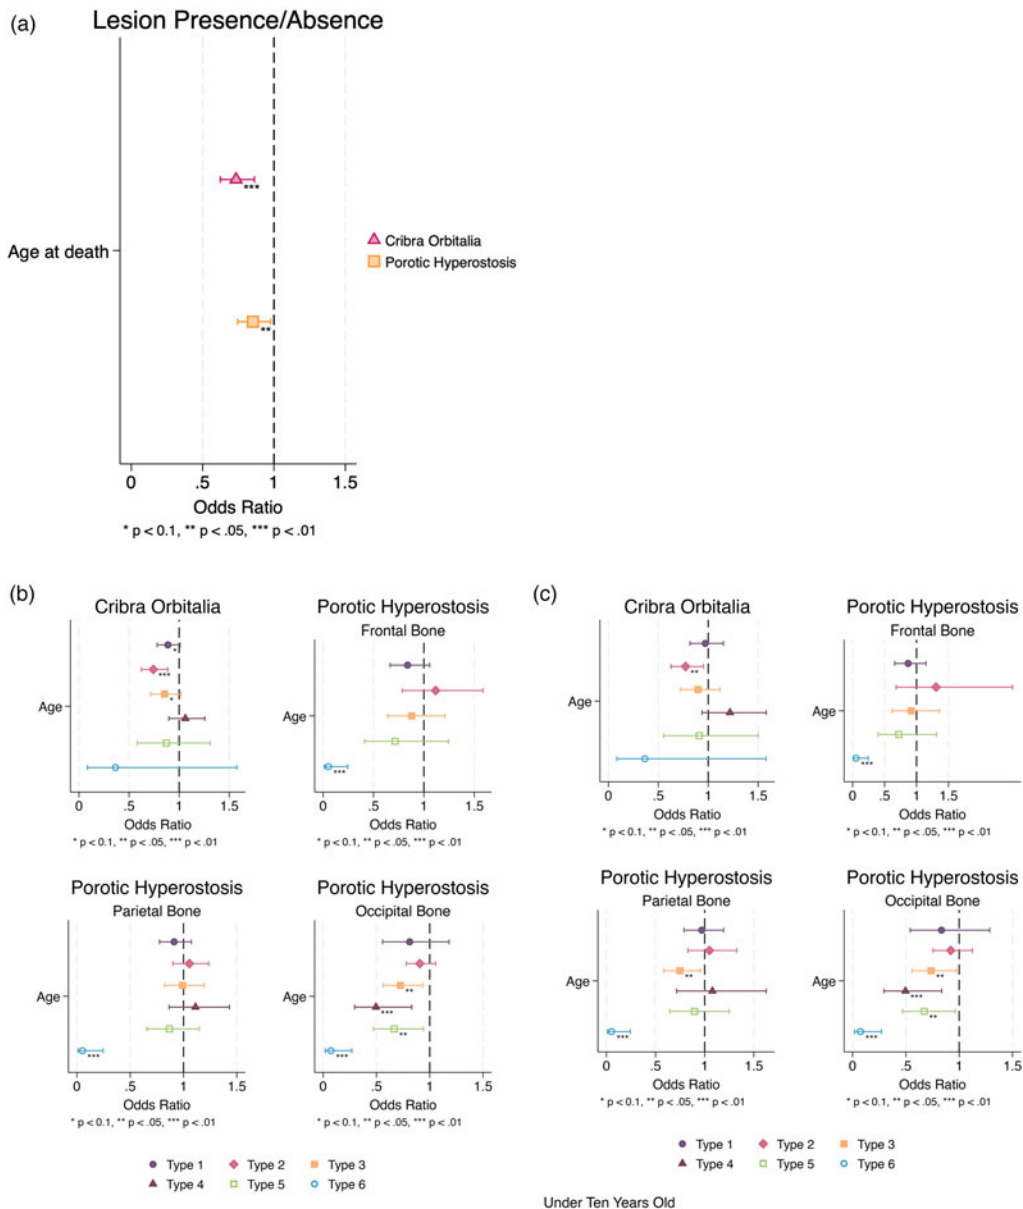 (a)
Lesion Presence/Absence
Age at death
Cribra Orbitalia
Porotic Hyperostosis
0 .5 1 1.5
Odds Ratio
* p < 0.1, ** p < .05, *** p < .01
*** 
**
(b)
Cribra Orbitalia
Age
*
***
*
0 .5 1 1.5
Odds Ratio
* p < 0.1, ** p < .05, *** p < .01
Porotic Hyperostosis
Frontal Bone
Age
***
0 .5 1 1.5
Odds Ratio
* p < 0.1, ** p < .05, *** p < .01
Porotic Hyperostosis
Parietal Bone
Age
***
0 .5 1 1.5
Odds Ratio
* p < 0.1, ** p < .05, *** p < .01
Porotic Hyperostosis
Occipital Bone
Age
**
***
**
***
0 .5 1 1.5
Odds Ratio
* p < 0.1, ** p < .05, *** p < .01
Type 1 Type 2 Type 3
Type 4 Type 5 Type 6
(c)
Cribra Orbitalia
Age
**
0 .5 1 1.5
Odds Ratio
* p < 0.1, ** p < .05, *** p < .01
Porotic Hyperostosis
Frontal Bone
Age
***
0 .5 1 1.5
Odds Ratio
* p < 0.1, ** p < .05, *** p < .01
Porotic Hyperostosis
Parietal Bone
Age
**
***
0 .5 1 1.5
Odds Ratio
* p < 0.1, ** p < .05, *** p < .01
Porotic Hyperostosis
Occipital Bone
Age
**
***
**
***
0 .5 1 1.5
Odds Ratio
* p < 0.1, ** p < .05, *** p < .01
Type 1 Type 2 Type 3
Type 4 Type 5 Type 6
Under Ten Years Old